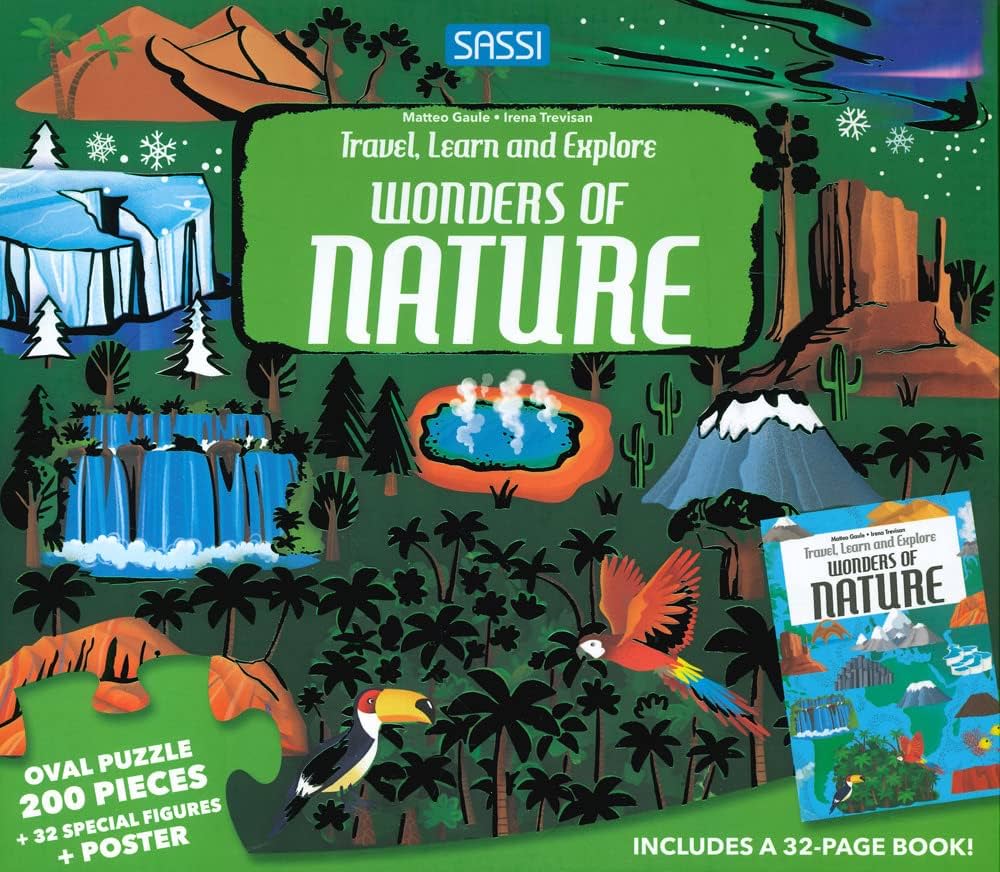 SASSI
Matteo Gaule • Irena Trevisan
Travel, Learn and Explore
WONDERS OF
NATURE
Matteo Gaule • Irena Trevisan
Travel, Learn and Explore
WONDERS OF
NATURE
OVAL PUZZLE
200 PIECES
+ 32 SPECIAL FIGURES
+ POSTER
INCLUDES A 32-PAGE BOOK!